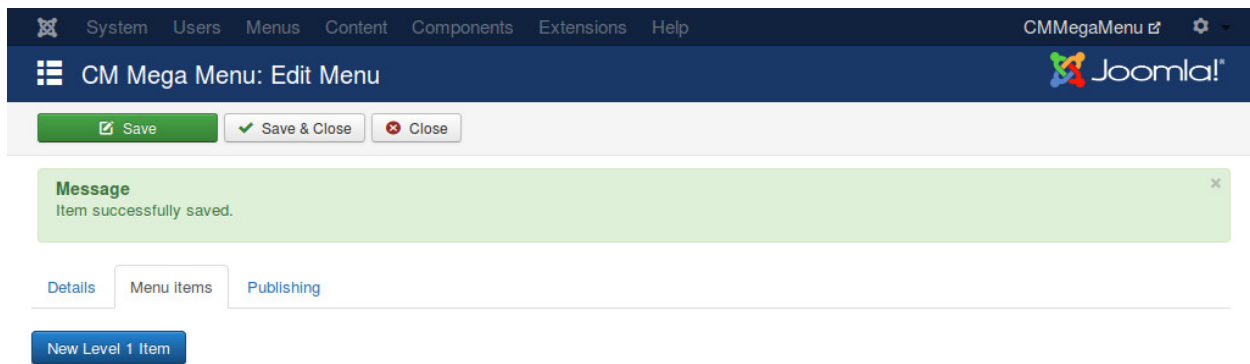 System Users Menus Content Components Extensions Help CMMegaMenu
CM Mega Menu: Edit Menu Joomla!®
Save Save & Close Close
Message ×
Item successfully saved.
Details Menu items Publishing
New Level 1 Item